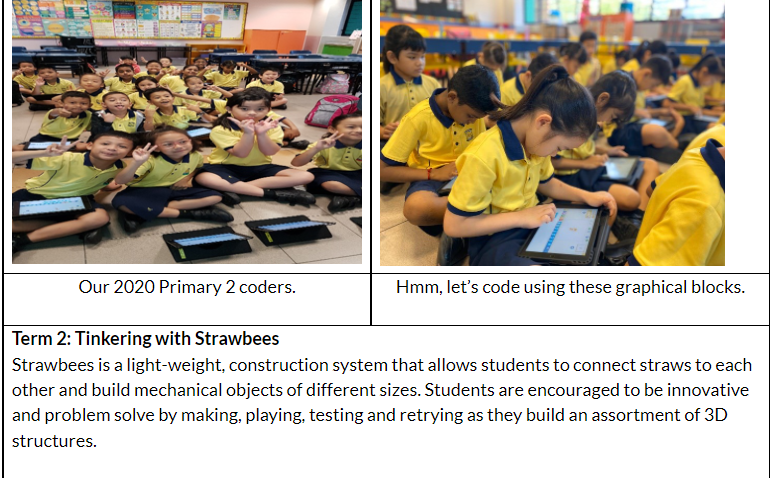 Our 2020 Primary 2 coders.
Hmm, let's code using these graphical blocks.
Term 2: Tinkering with Strawbees
Strawbees is a light-weight, construction system that allows students to connect straws to each
other and build mechanical objects of different sizes. Students are encouraged to be innovative
and problem solve by making, playing, testing and retrying as they build an assortment of 3D
structures.